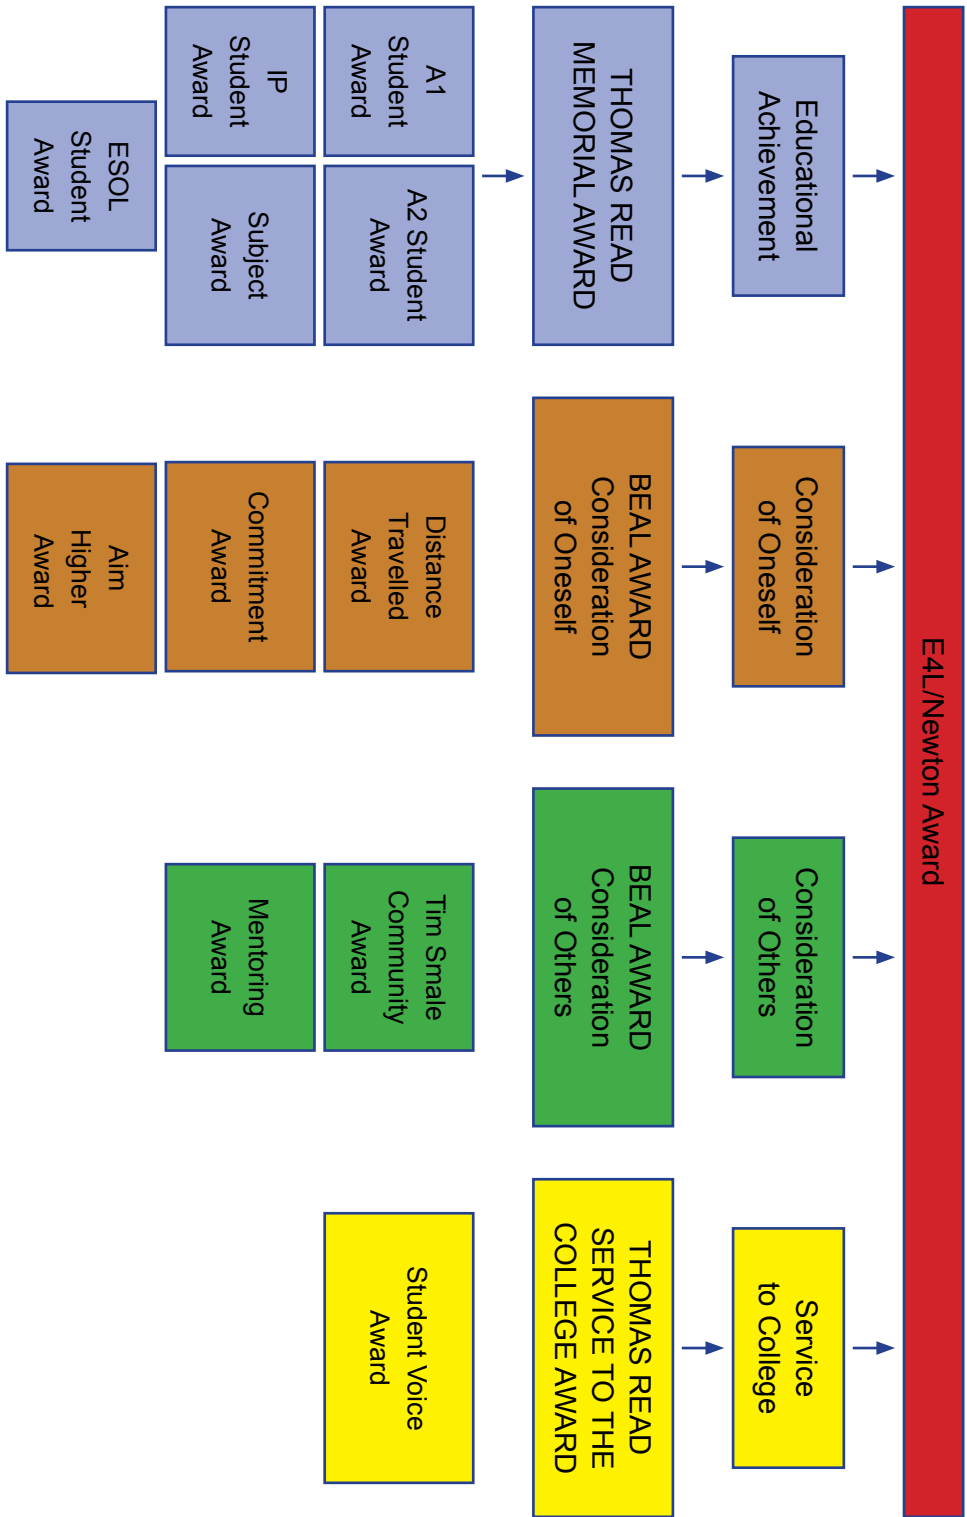 E4L/Newton Award
Educational
Achievement
Consideration
of Oneself
Consideration
of Others
Service
to College
THOMAS READ
MEMORIAL AWARD
BEAL AWARD
Consideration
of Oneself
BEAL AWARD
Consideration
of Others
THOMAS READ
SERVICE TO THE
COLLEGE AWARD
A1
Student
Award
A2 Student
Award
Distance
Travelled
Award
Tim Smale
Community
Award
Student Voice
Award
IP
Student
Award
Subject
Award
Commitment
Award
Mentoring
Award
ESOL
Student
Award
Aim
Higher
Award